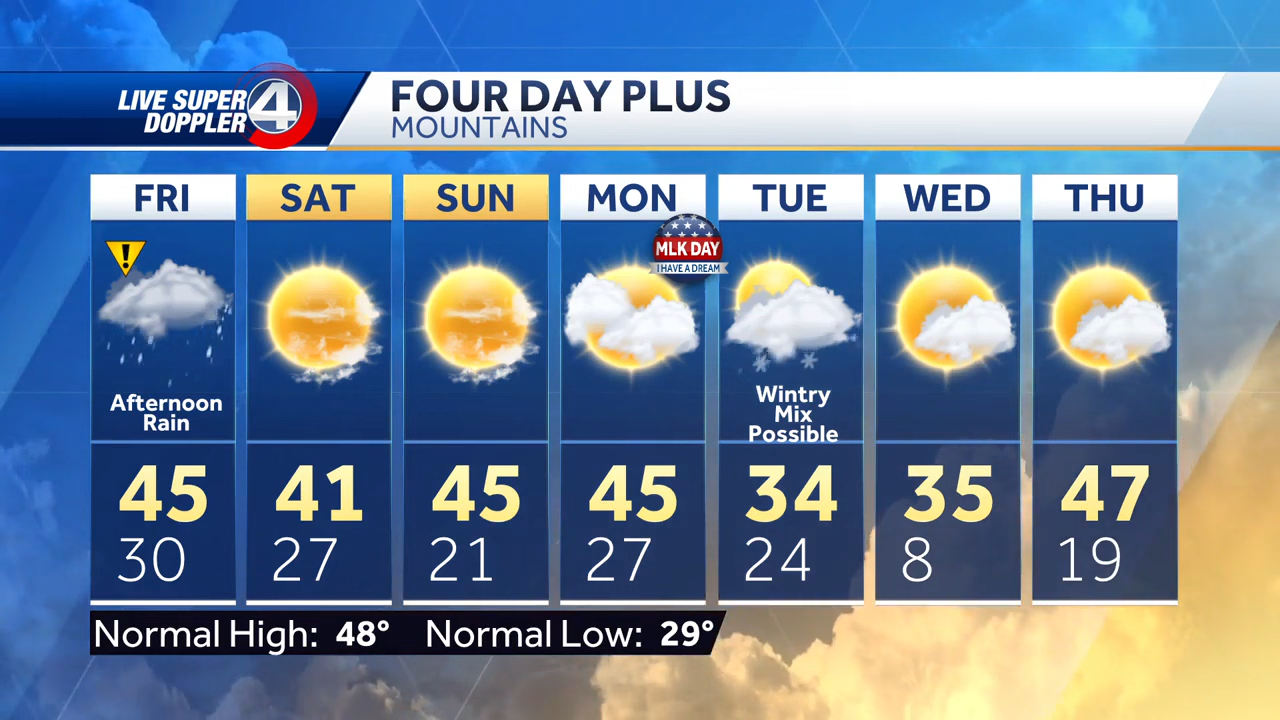 LIVE SUPER
DOPPLER 4
FOUR DAY PLUS
MOUNTAINS
FRI SAT SUN MON TUE WED THU
!
MLK DAY
I HAVE A DREAM
Afternoon
Rain
Wintry
Mix
Possible
45 41 45 45 34 35 47
30 27 21 27 24 8 19
Normal High: 48° Normal Low: 29°